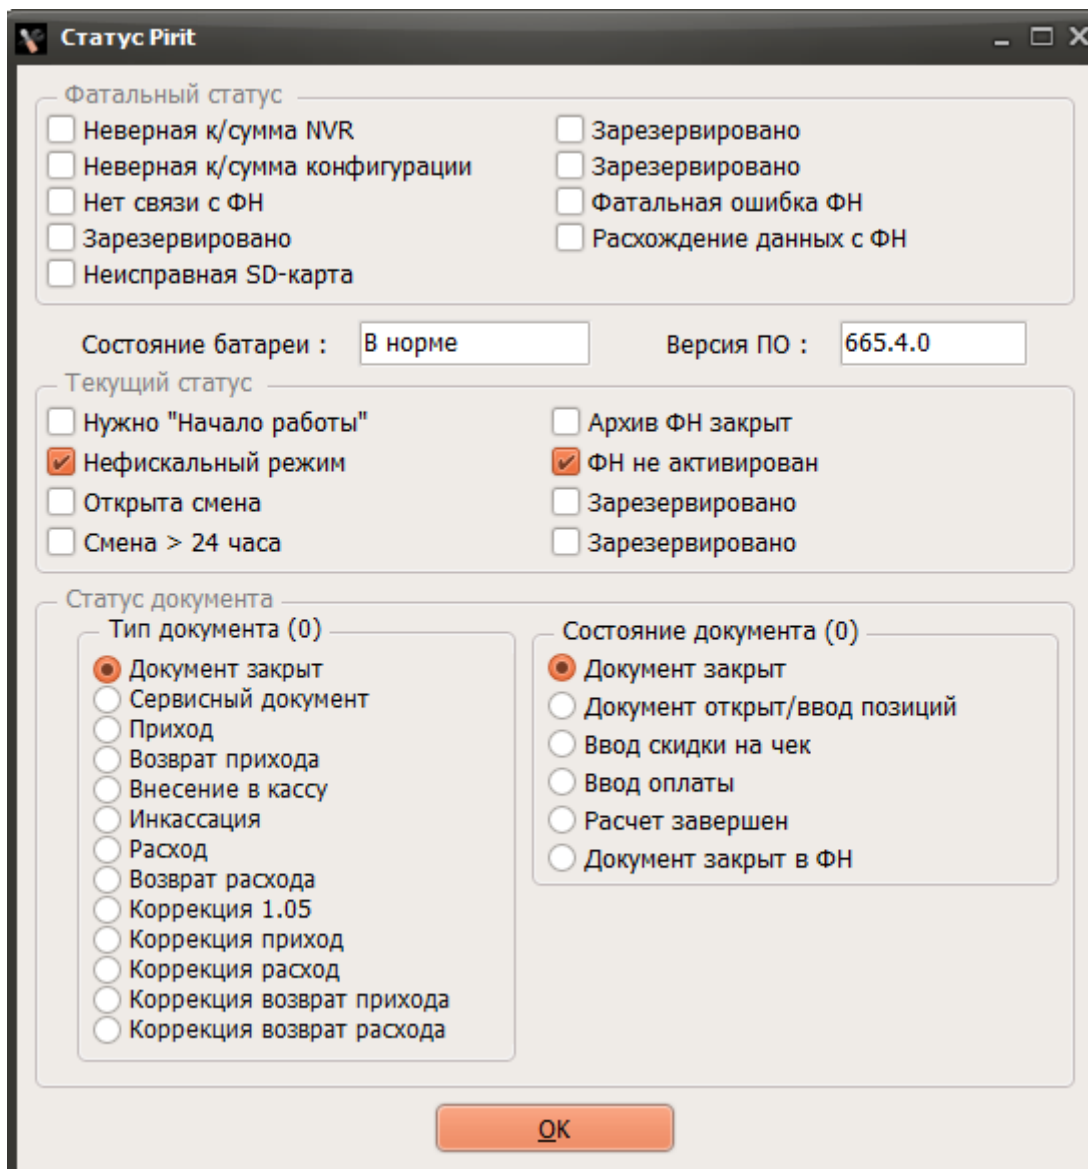 Статус Pirit
Фатальный статус
Неверная к/сумма NVR
Неверная к/сумма конфигурации
Нет связи с ФН
Зарезервировано
Неисправная SD-карта
Зарезервировано
Зарезервировано
Фатальная ошибка ФН
Расхождение данных с ФН
Состояние батареи : В норме
Версия ПО : 665.4.0
Текущий статус
Нужно "Начало работы"
Нефискальный режим
Открыта смена
Смена > 24 часа
Архив ФН закрыт
ФН не активирован
Зарезервировано
Зарезервировано
Статус документа
Тип документа (0)
Документ закрыт
Сервисный документ
Приход
Возврат прихода
Внесение в кассу
Инкассация
Расход
Возврат расхода
Коррекция 1.05
Коррекция приход
Коррекция расход
Коррекция возврат прихода
Коррекция возврат расхода
Состояние документа (0)
Документ закрыт
Документ открыт/ввод позиций
Ввод скидки на чек
Ввод оплаты
Расчет завершен
Документ закрыт в ФН
OK